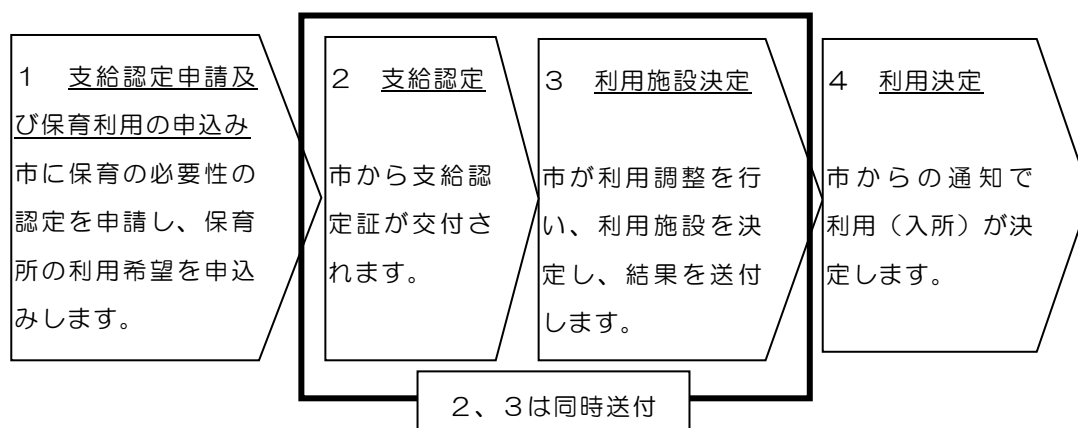 1　支給認定申請及
び保育利用の申込み
市に保育の必要性の
認定を申請し、保育
所の利用希望を申込
みします。
2　支給認定
市から支給認
定証が交付さ
れます。
3　利用施設決定
市が利用調整を行
い、利用施設を決
定し、結果を送付
します。
4　利用決定
市からの通知で
利用（入所）が決
定します。
2、3は同時送付